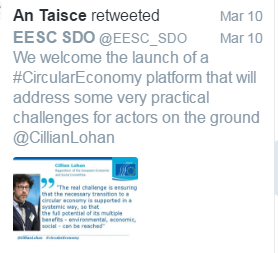 An Taisce retweeted Mar 10
EESC SDO @EESC_SDO Mar 10
We welcome the launch of a
#CircularEconomy platform that will
address some very practical
challenges for actors on the ground
@CillianLohan
Cillian Lohan
"The real challenge is ensuring
that the necessary transition to a
circular economy is supported in a
systemic way, so that
the full potential of its multiple
benefits - environmental, economic,
social - can be reached"
@CillianLohan #CircularEconomy